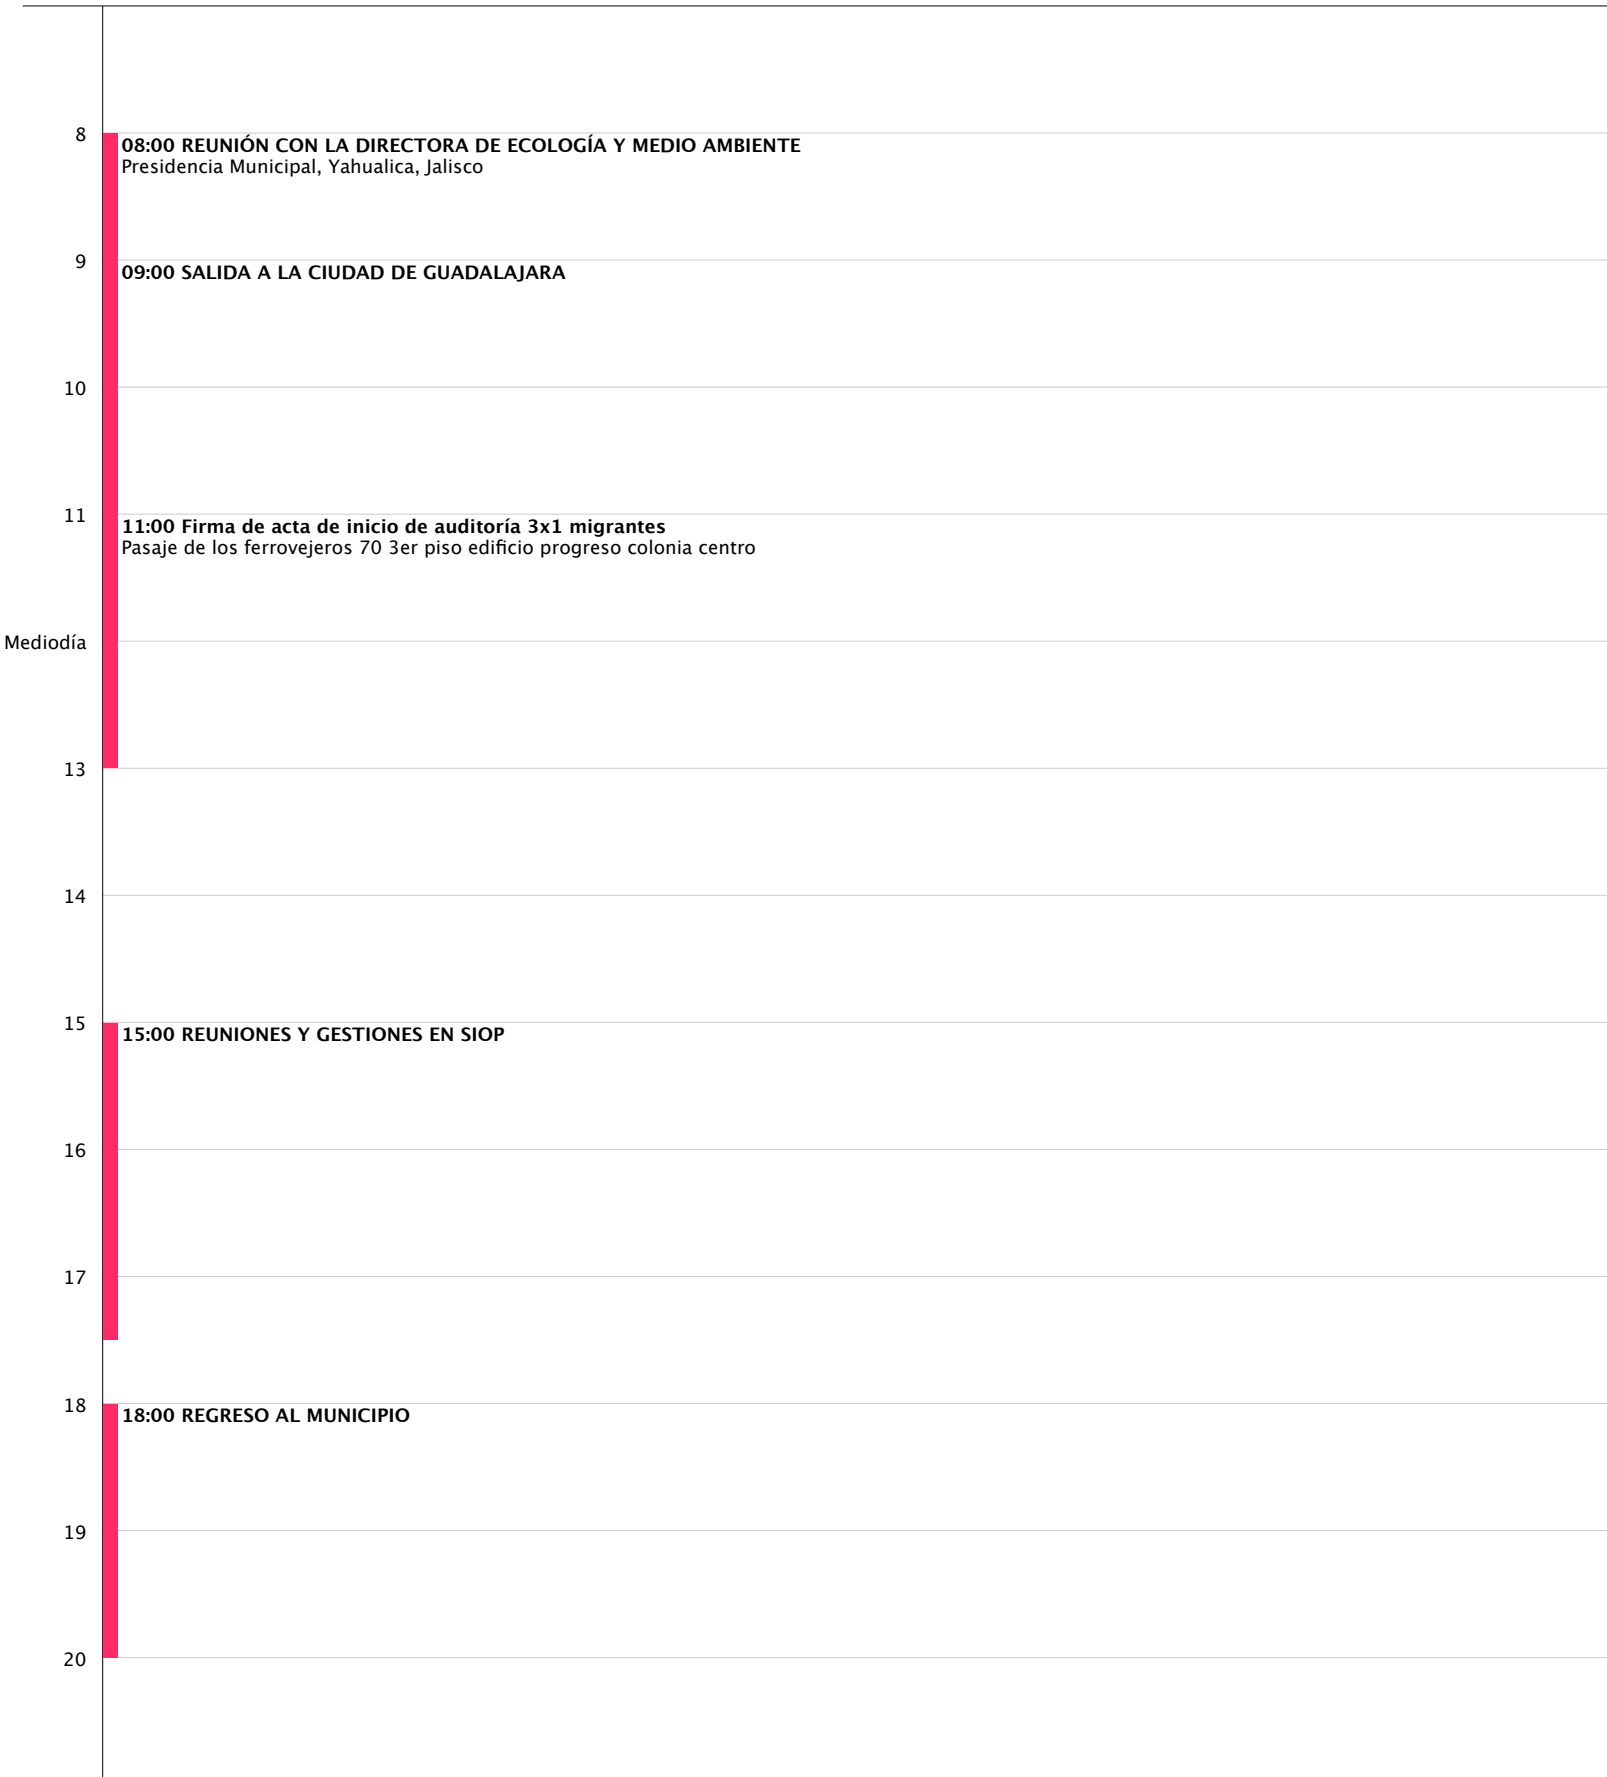 8
08:00 REUNIÓN CON LA DIRECTORA DE ECOLOGÍA Y MEDIO AMBIENTE
Presidencia Municipal, Yahualica, Jalisco
9
09:00 SALIDA A LA CIUDAD DE GUADALAJARA
10
11
11:00 Firma de acta de inicio de auditoría 3x1 migrantes
Pasaje de los ferrovejeros 70 3er piso edificio progreso colonia centro
Mediodía
13
14
15
15:00 REUNIONES Y GESTIONES EN SIOP
16
17
18
18:00 REGRESO AL MUNICIPIO
19
20